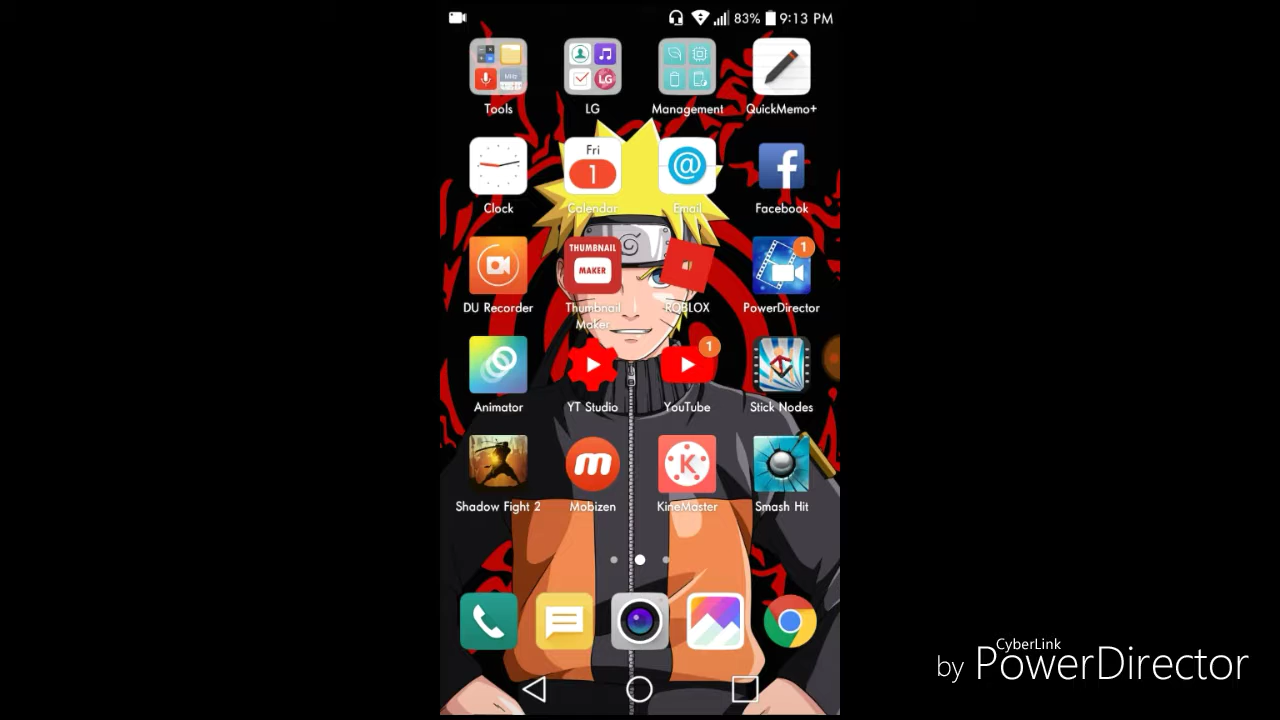 83% 9:13 PM
MHz
LG
Tools LG Management QuickMemo+
Fri
1 @ f
Clock Calendar Email Facebook
THUMBNAIL
MAKER
1
DU Recorder Thumbnail Maker ROBLOX PowerDirector
1
Animator YT Studio YouTube Stick Nodes
m K
Shadow Fight 2 Mobizen KineMaster Smash Hit
CyberLink
by PowerDirector